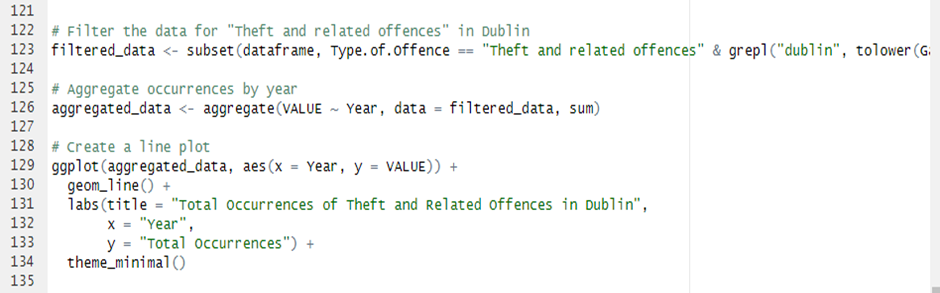 121
122 # Filter the data for "Theft and related offences" in Dublin
123 filtered_data <- subset(dataframe, Type.of.Offence == "Theft and related offences" & grepl("dublin", tolower(Ga
124
125 # Aggregate occurrences by year
126 aggregated_data <- aggregate(VALUE ~ Year, data = filtered_data, sum)
127
128 # Create a line plot
129 ggplot(aggregated_data, aes(x = Year, y = VALUE)) +
130 geom_line() +
131 labs(title = "Total Occurrences of Theft and Related Offences in Dublin",
132 x = "Year",
133 y = "Total Occurrences") +
134 theme_minimal()
135